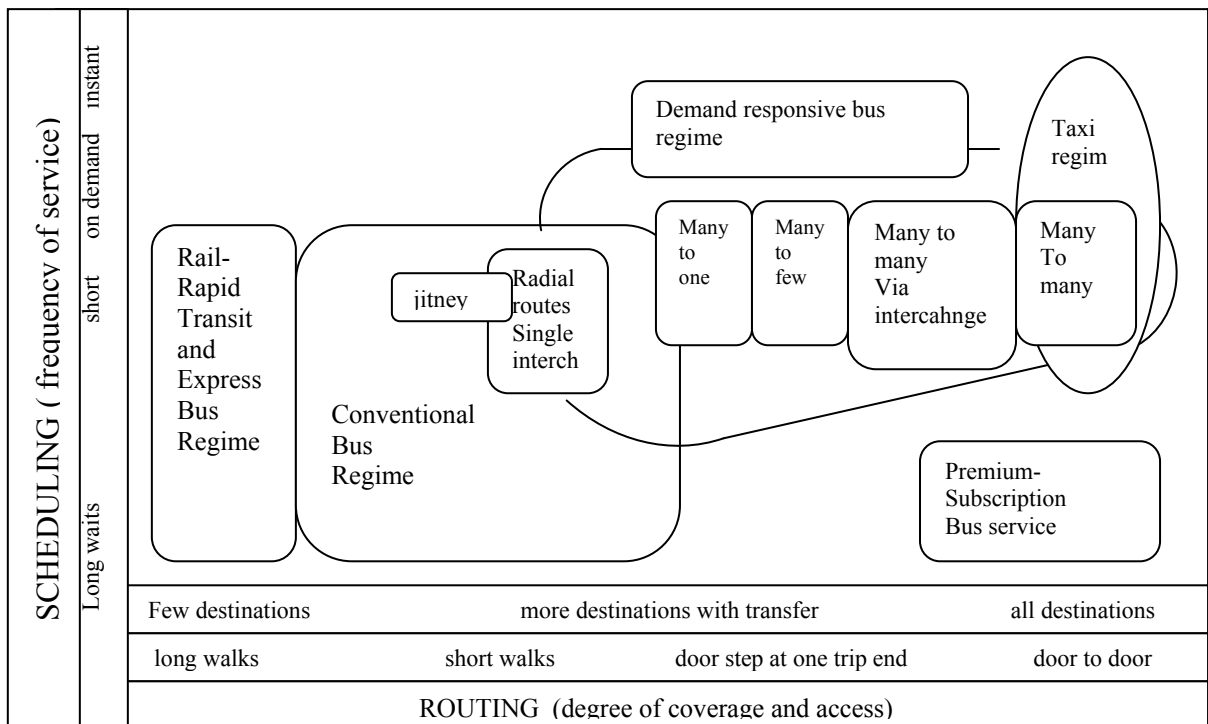 SCHEDULING ( frequency of service)
Long waits
short
on demand
instant
Demand responsive bus
regime
Taxi
regim
Rail-
Rapid
Transit
and
Express
Bus
Regime
jitney
Radial
routes
Single
interch
Conventional
Bus
Regime
Many
to
one
Many
to
few
Many to
many
Via
intercahnge
Many
To
many
Premium-
Subscription
Bus service
Few destinations
more destinations with transfer
all destinations
long walks
short walks
door step at one trip end
door to door
ROUTING (degree of coverage and access)